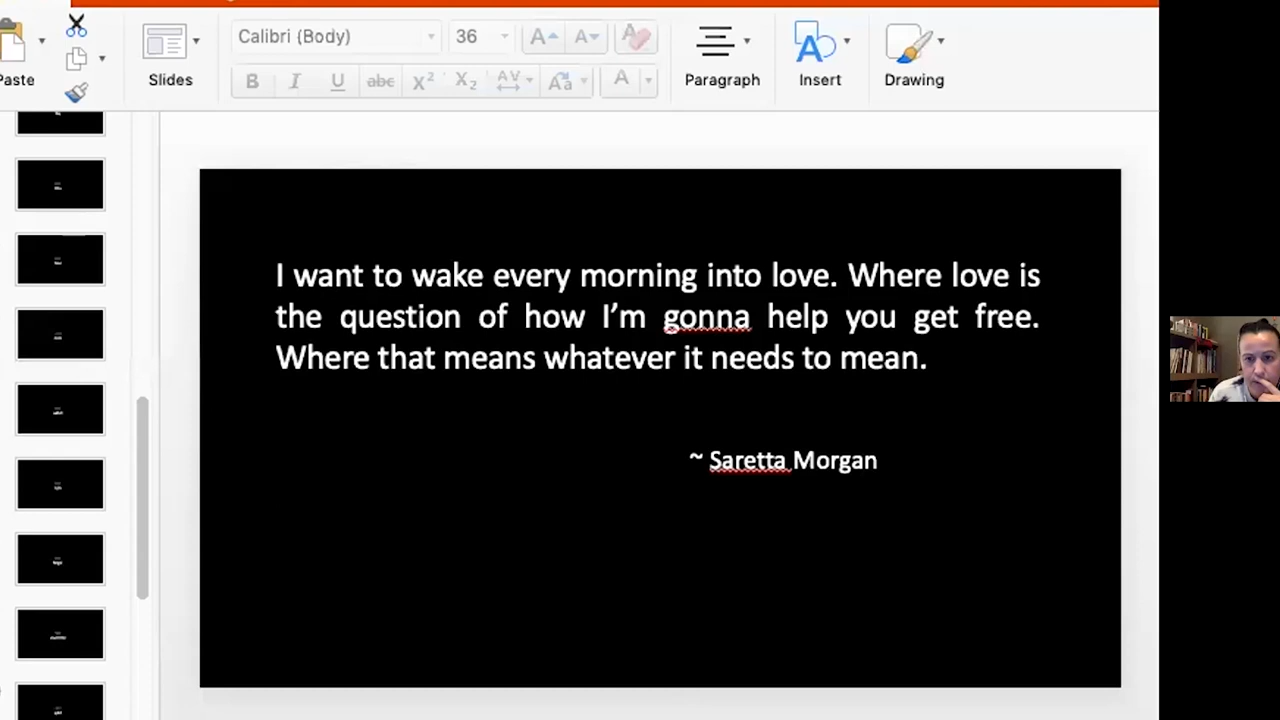 Calibri (Body)
36
Paste
Slides
Paragraph
Insert
Drawing
I want to wake every morning into love. Where love is
the question of how I’m gonna help you get free.
Where that means whatever it needs to mean.
~ Saretta Morgan